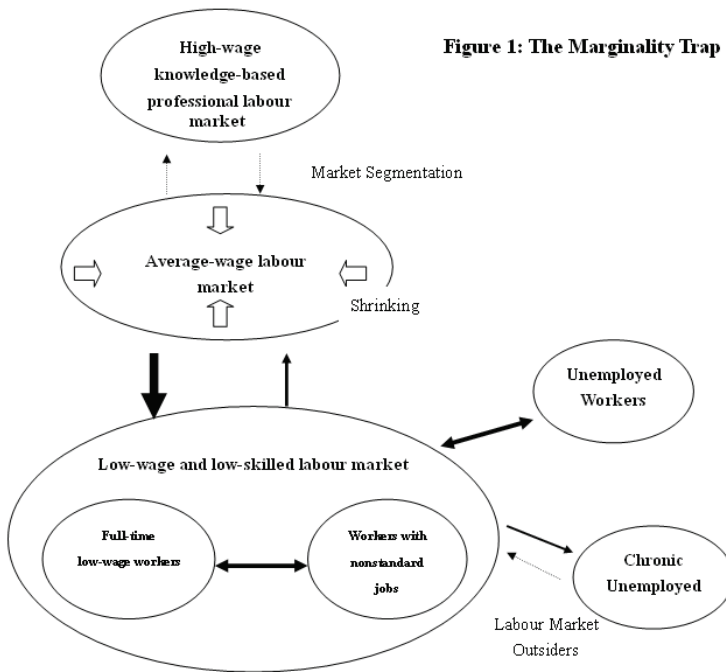 Figure 1: The Marginality Trap
High-wage
knowledge-based
professional labour
market
Market Segmentation
Average-wage labour
market
Shrinking
Unemployed
Workers
Low-wage and low-skilled labour market
Full-time
low-wage workers
Workers with
nonstandard
jobs
Chronic
Unemployed
Labour Market
Outsiders